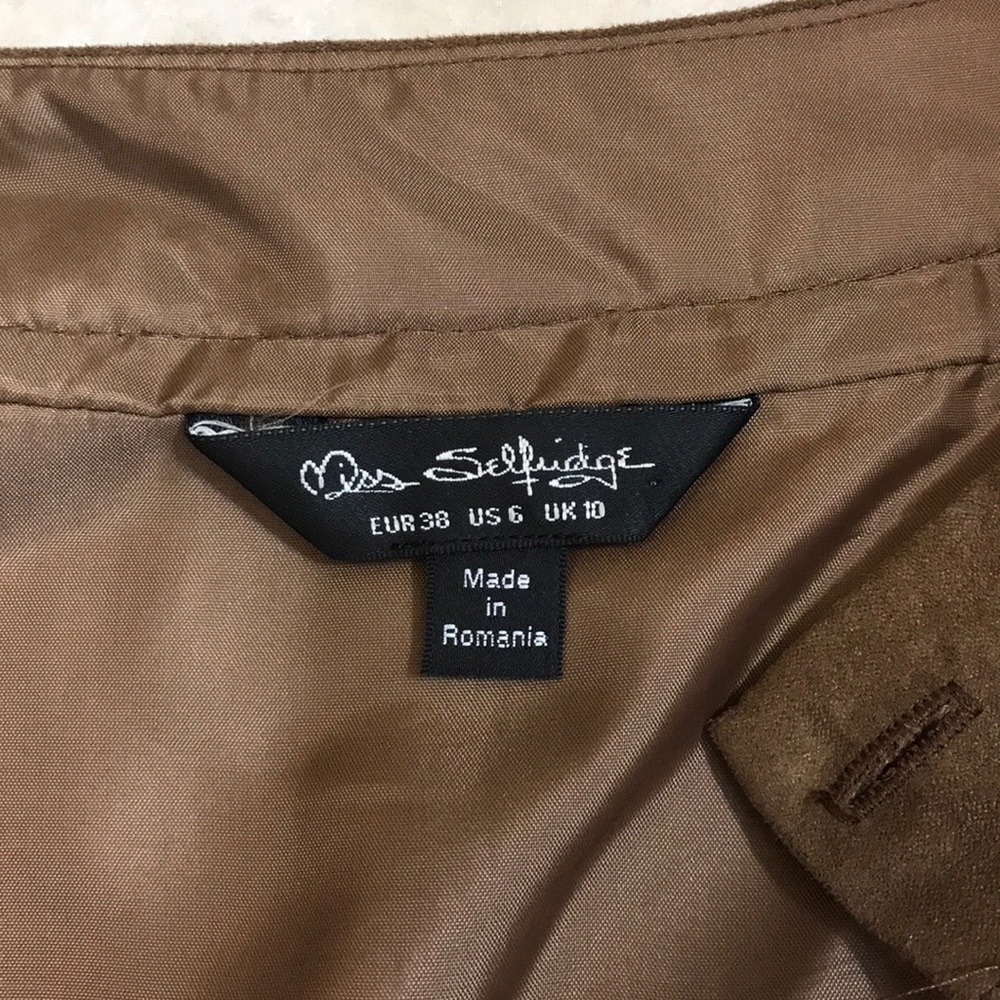 Miss Selfridge
EUR 38 US 6 UK 10
Made
in
Romania